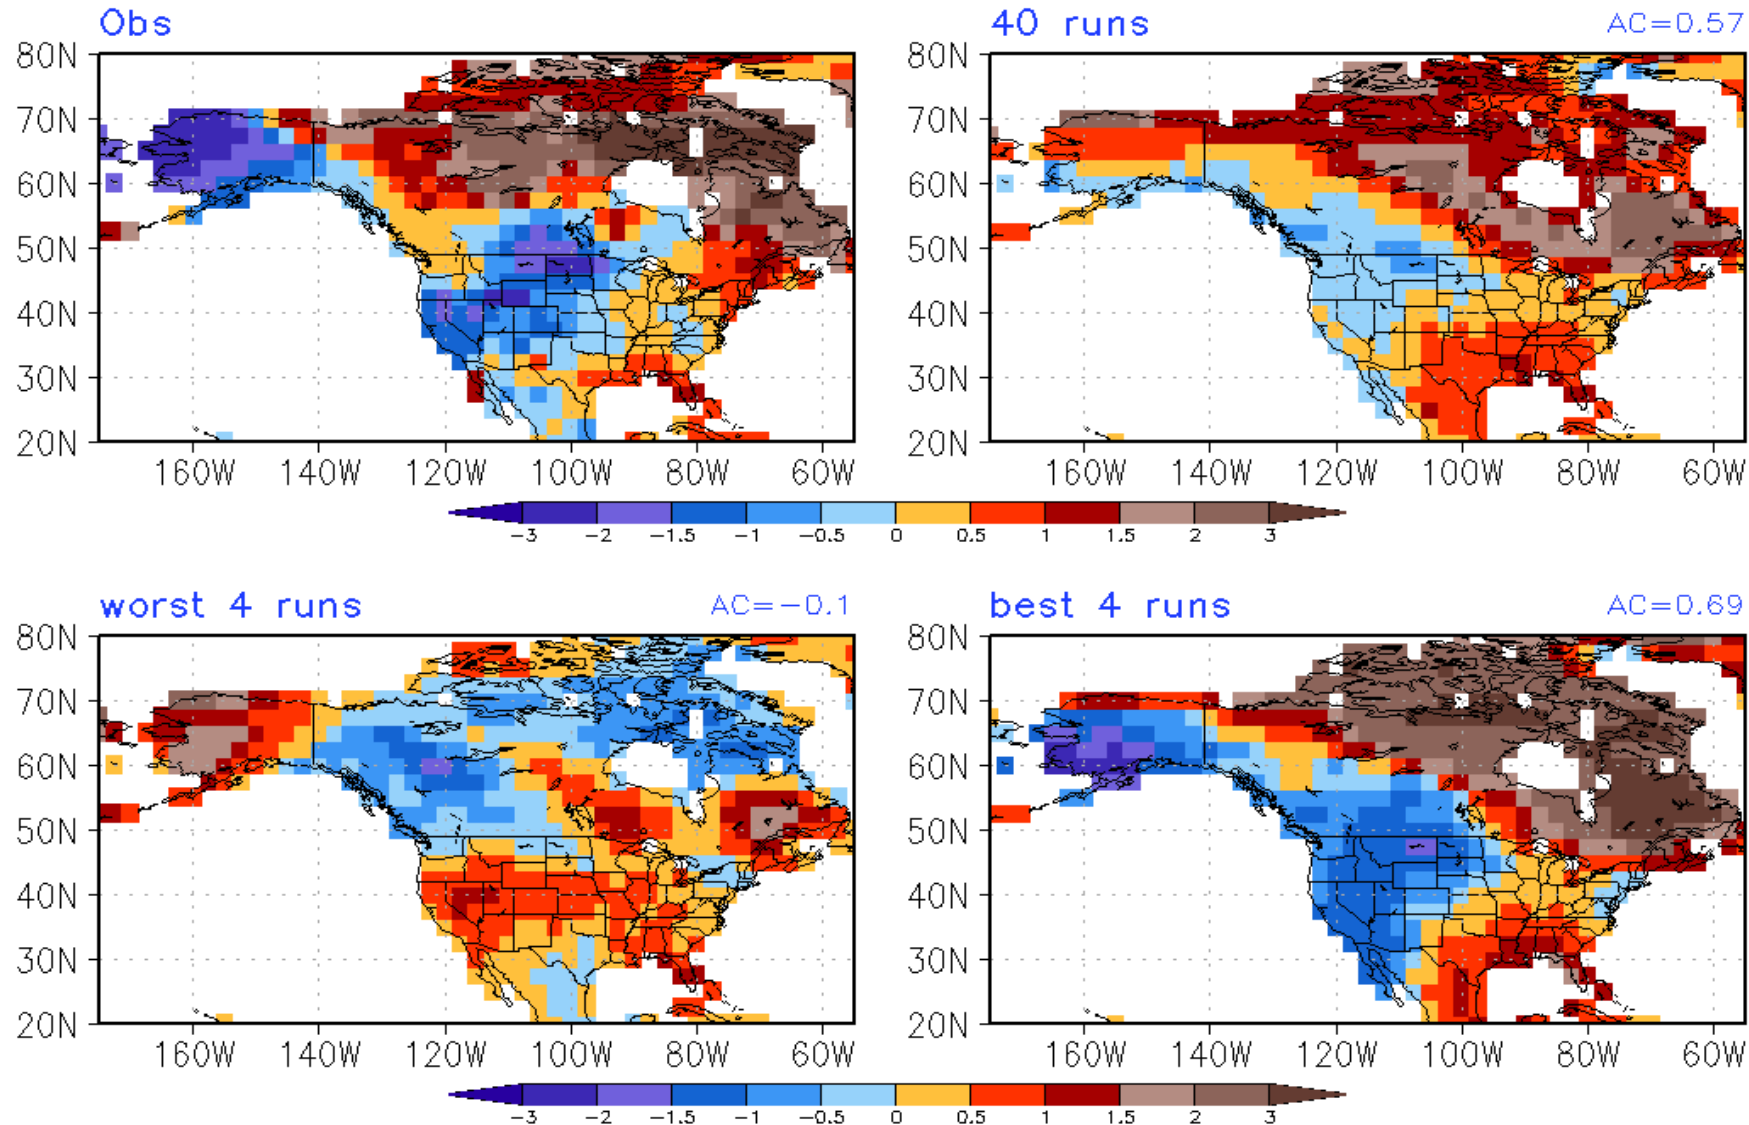 Obs
40 runs AC=0.57
80N 80N
70N 70N
60N 60N
50N 50N
40N 40N
30N 30N
20N 20N
160W 140W 120W 100W 80W 60W 160W 140W 120W 100W 80W 60W
-3 -2 -1.5 -1 -0.5 0 0.5 1 1.5 2 3
worst 4 runs AC=-0.1
best 4 runs AC=0.69
80N 80N
70N 70N
60N 60N
50N 50N
40N 40N
30N 30N
20N 20N
160W 140W 120W 100W 80W 60W 160W 140W 120W 100W 80W 60W
-3 -2 -1.5 -1 -0.5 0 0.5 1 1.5 2 3